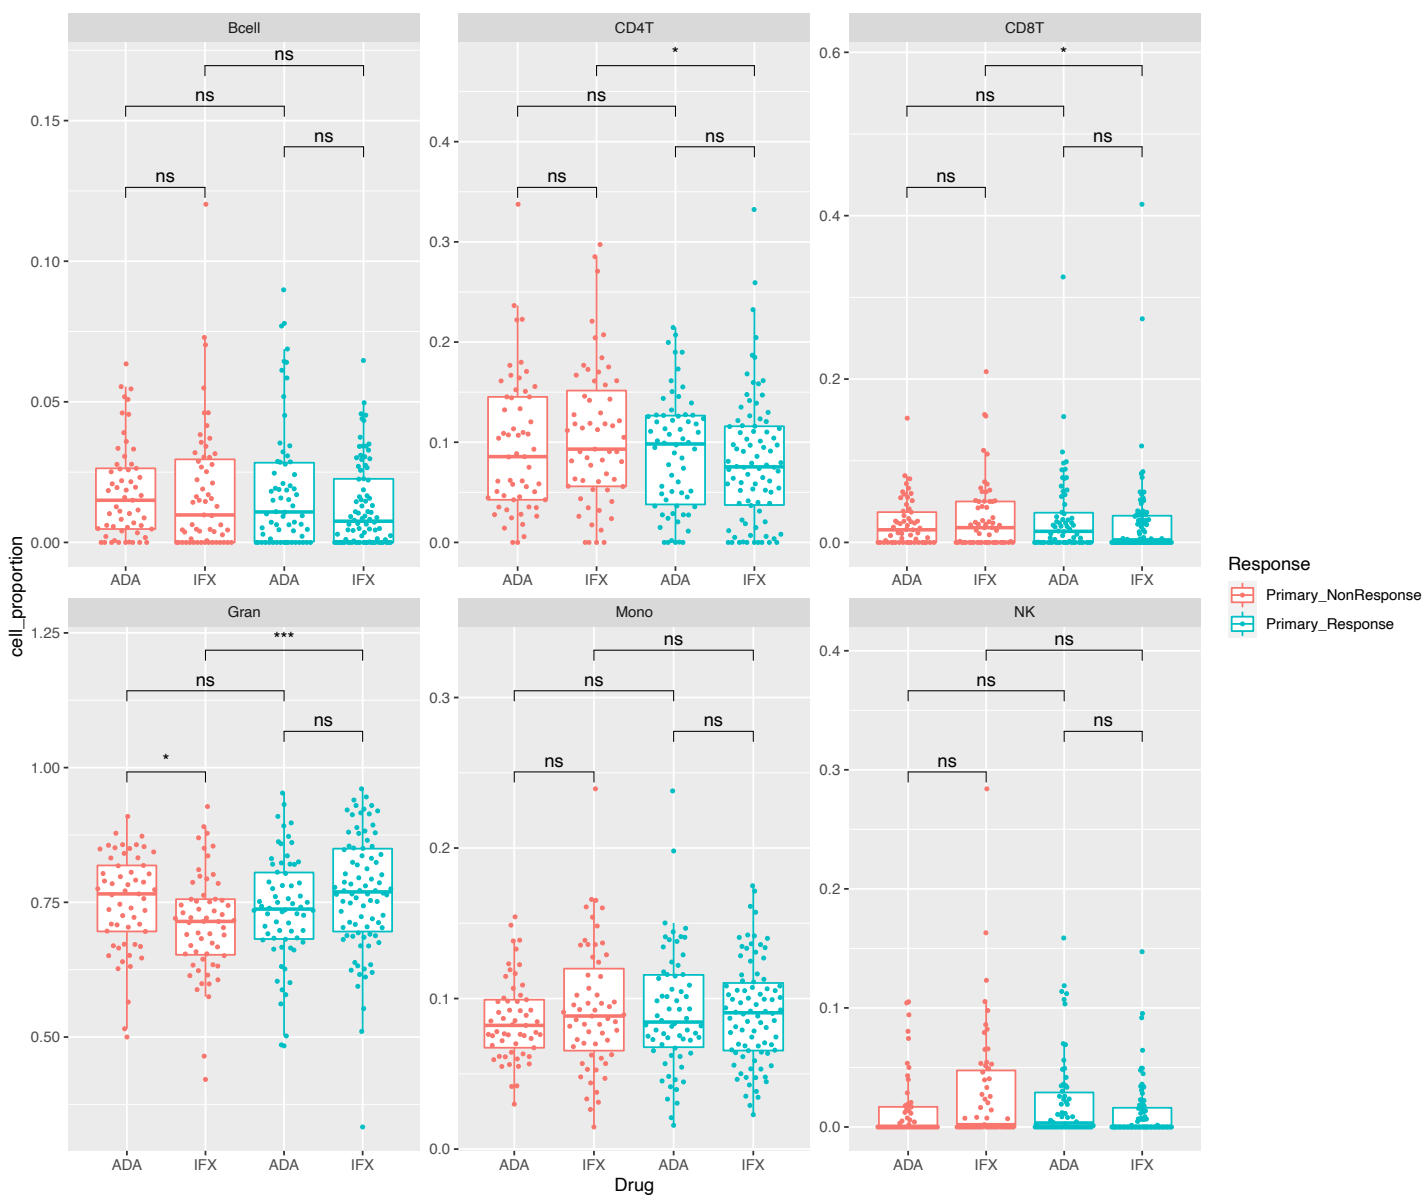 Bcell
CD4T
CD8T
ns
ns
ns
ns
*
ns
ns
ns
*
ns
ns
ns
0.15
0.10
0.05
0.00
0.4
0.3
0.2
0.1
0.0
0.6
0.4
0.2
0.0
ADA IFX ADA IFX
ADA IFX ADA IFX
ADA IFX ADA IFX
cell_proportion
Gran
Mono
NK
***
ns
ns
*
ns
ns
ns
ns
ns
ns
ns
ns
1.25
1.00
0.75
0.50
0.3
0.2
0.1
0.0
0.4
0.3
0.2
0.1
0.0
ADA IFX ADA IFX
ADA IFX ADA IFX
ADA IFX ADA IFX
Drug
Response
Primary_NonResponse
Primary_Response